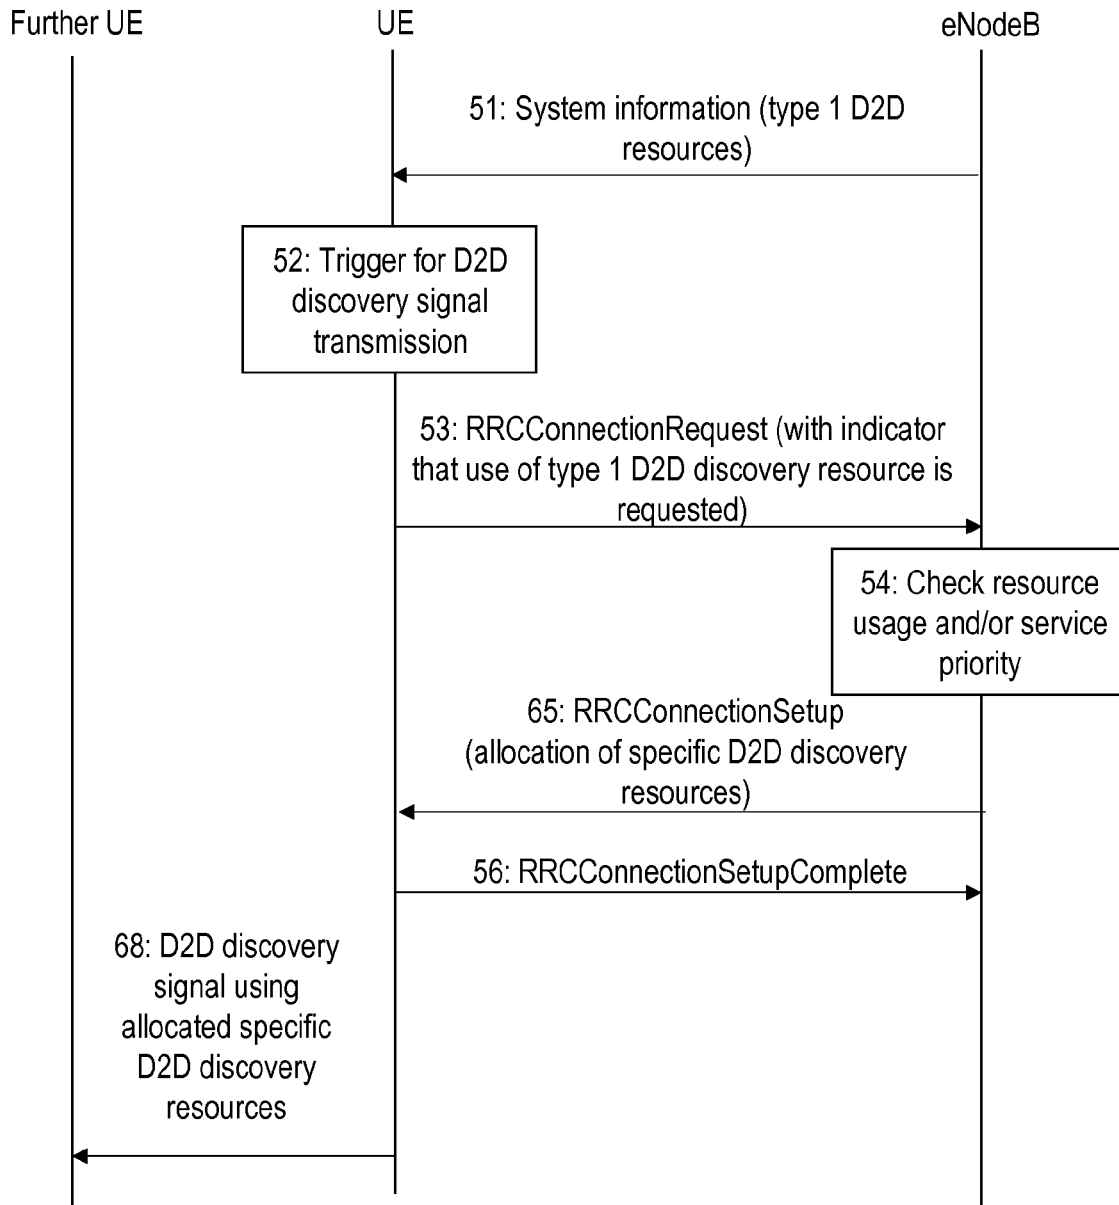 Further UE
UE
eNodeB
51: System information (type 1 D2D
resources)
52: Trigger for D2D
discovery signal
transmission
53: RRCConnectionRequest (with indicator
that use of type 1 D2D discovery resource is
requested)
54: Check resource
usage and/or service
priority
65: RRCConnectionSetup
(allocation of specific D2D discovery
resources)
56: RRCConnectionSetupComplete
68: D2D discovery
signal using
allocated specific
D2D discovery
resources